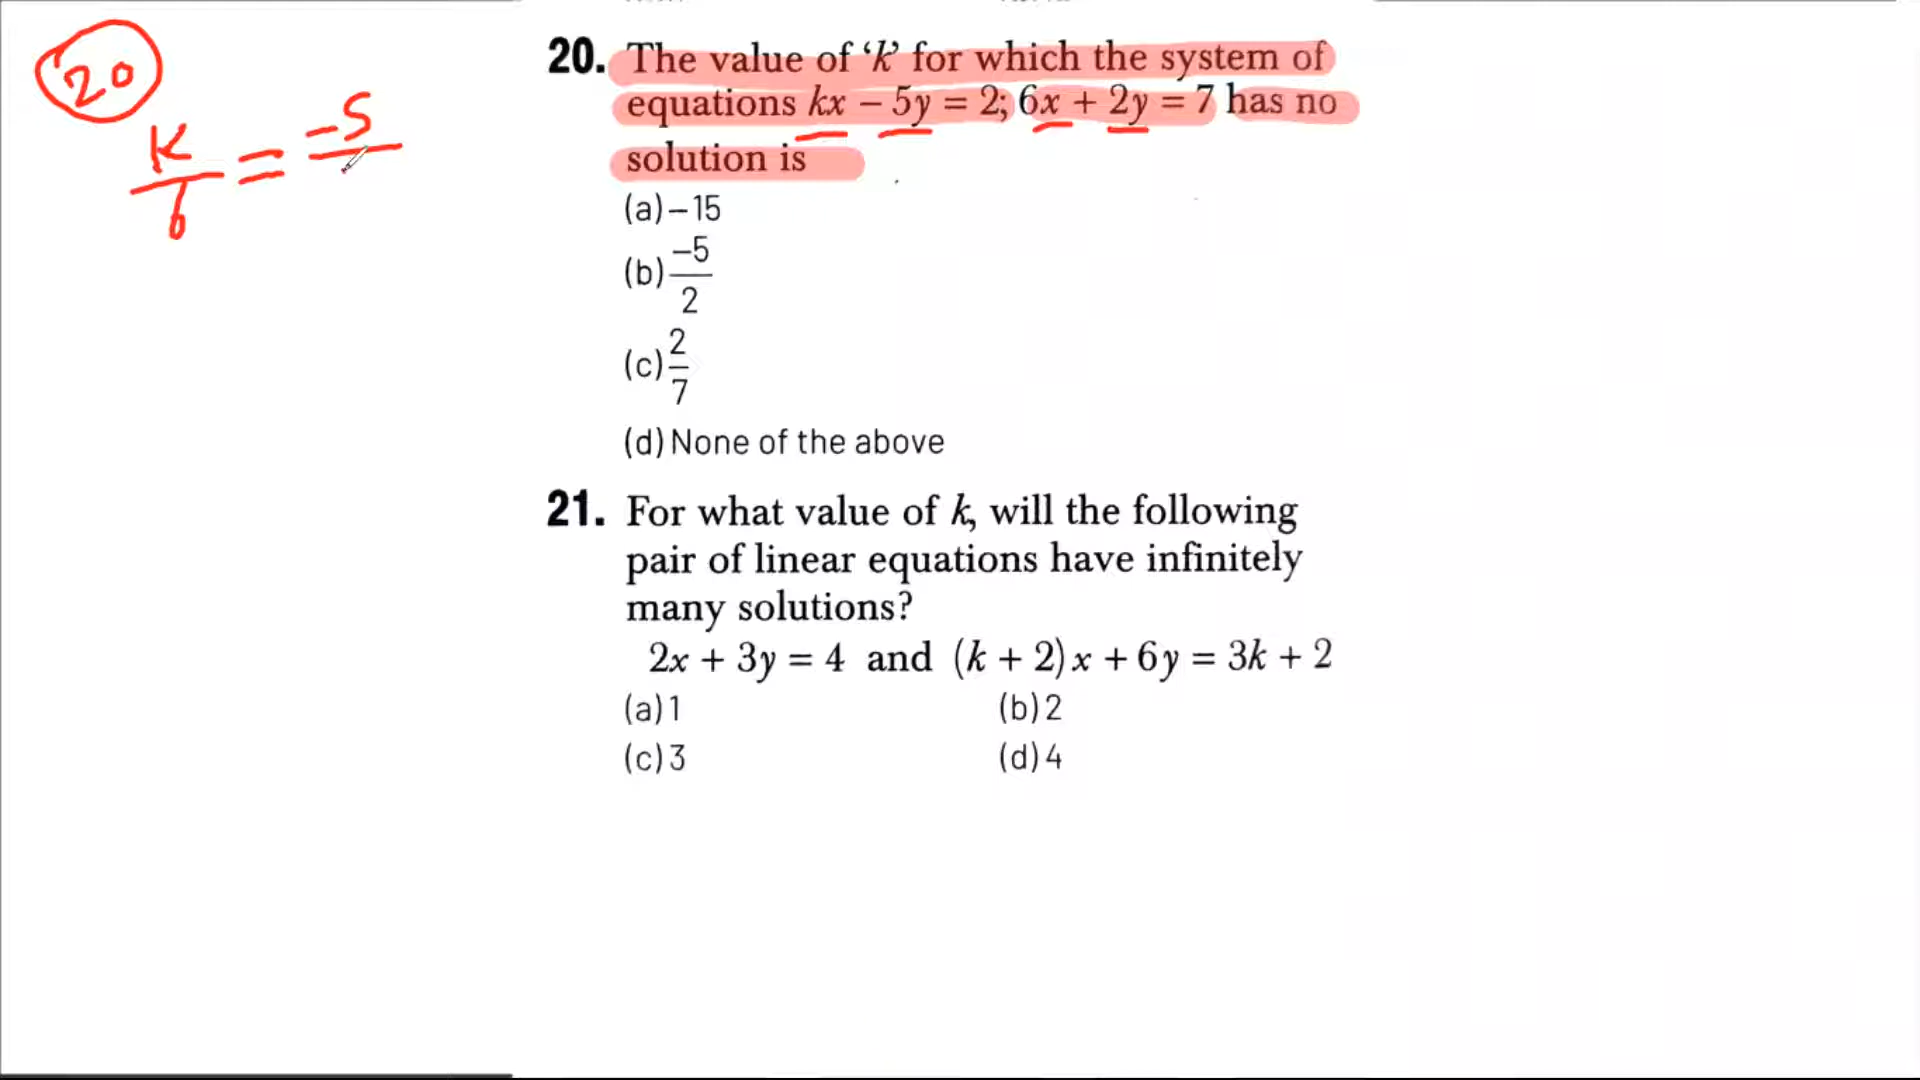 20
k/6 = -5/
20. The value of ‘k’ for which the system of
equations kx – 5y = 2; 6x + 2y = 7 has no
solution is
(a) – 15
(b) –5/2
(c) 2/7
(d) None of the above
21. For what value of k, will the following
pair of linear equations have infinitely
many solutions?
2x + 3y = 4 and (k + 2) x + 6y = 3k + 2
(a) 1 (b) 2
(c) 3 (d) 4